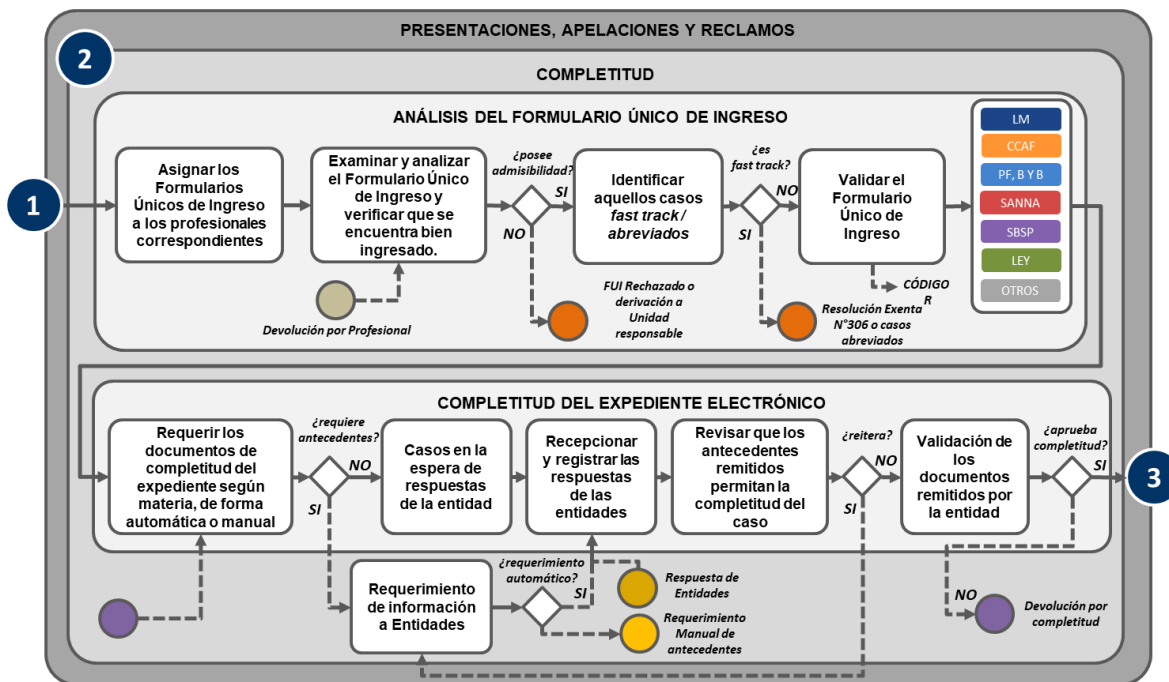 PRESENTACIONES, APELACIONES Y RECLAMOS
2
COMPLETITUD
ANÁLISIS DEL FORMULARIO ÚNICO DE INGRESO
1
Asignar los
Formularios
Únicos de Ingreso
a los profesionales
correspondientes
Examinar y analizar
el Formulario Único
de Ingreso y
verificar que se
encuentra bien
ingresado.
Devolución por Profesional
¿posee
admisibilidad?
SI
NO
FUI Rechazado o
derivación a
Unidad
responsable
Identificar
aquellos casos
fast track /
abreviados
¿es
fast track?
NO
SI
Resolución Exenta
N°306 o casos
abreviados
Validar el
Formulario
Único de
Ingreso
CÓDIGO
R
LM
CCAF
PF, B Y B
SANNA
SBSP
LEY
OTROS
COMPLETITUD DEL EXPEDIENTE ELECTRÓNICO
Requerir los
documentos de
completitud del
expediente según
materia, de forma
automática o manual
¿requiere
antecedentes?
NO
SI
Casos en la
espera de
respuestas
de la entidad
Recepcionar
y registrar las
respuestas
de las
entidades
Revisar que los
antecedentes
remitidos
permitan la
completitud del
caso
¿reitera?
NO
SI
Validación de
los
documentos
remitidos por
la entidad
¿aprueba
completitud?
SI
3
Requerimiento
de información
a Entidades
¿requerimiento
automático?
SI
Respuesta de
Entidades
Requerimiento
Manual de
antecedentes
NO
Devolución por
completitud